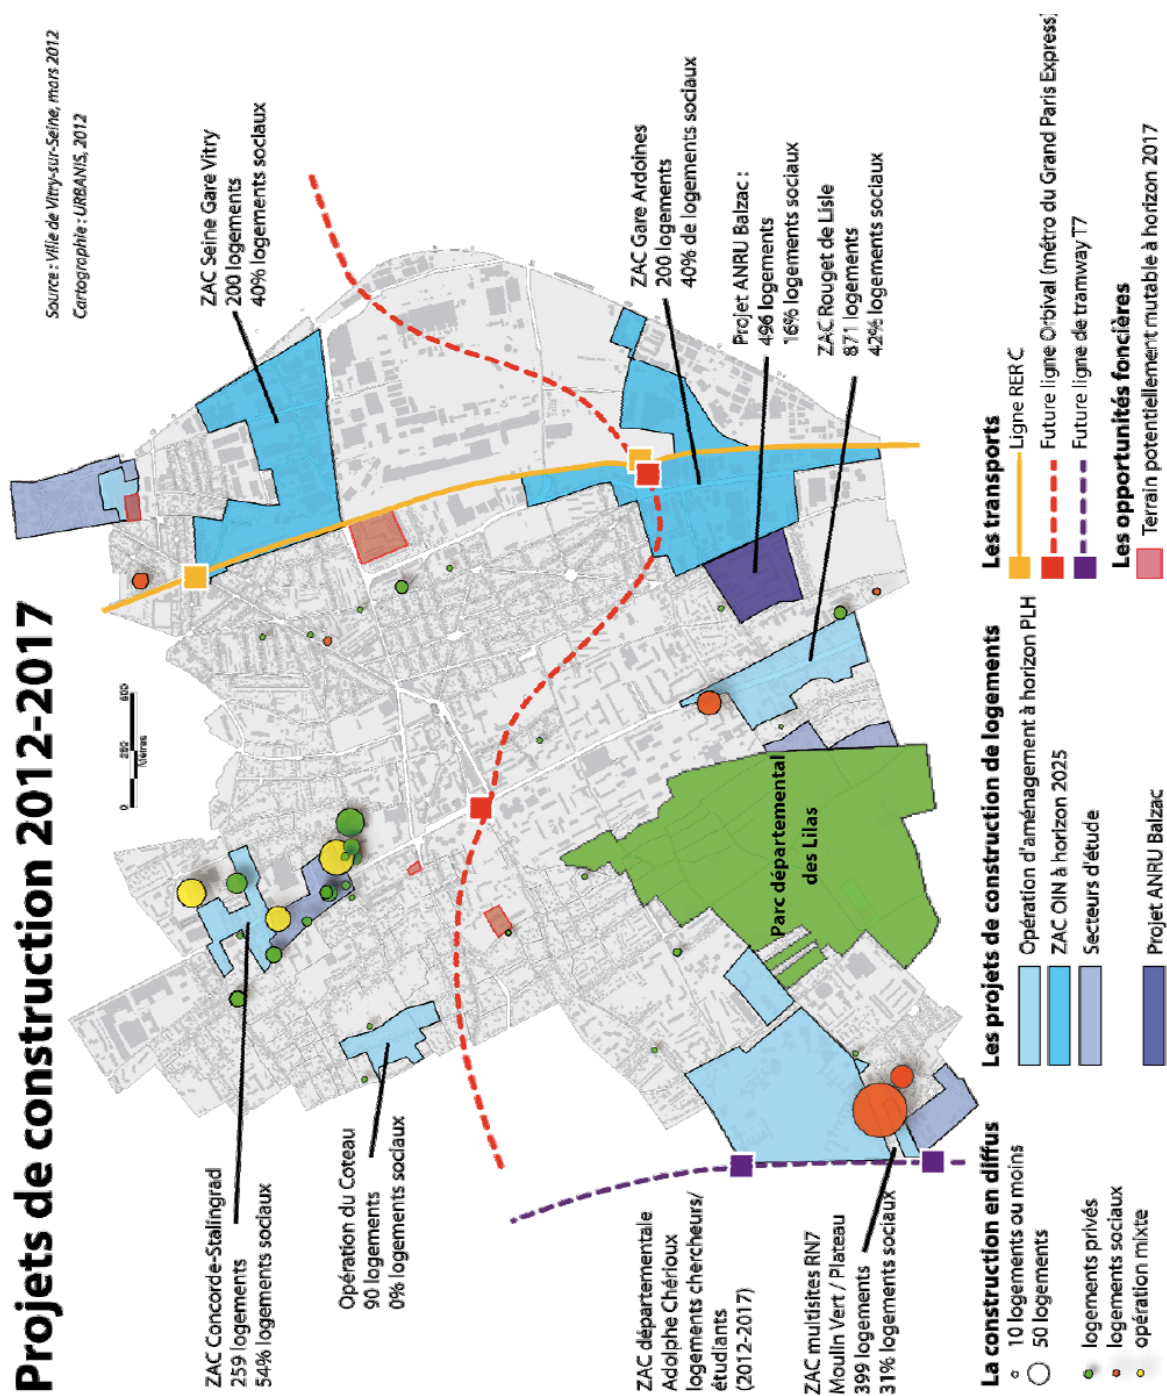 Projets de construction 2012-2017
Source : Ville de Vitry-sur-Seine, mars 2012
Cartographie : URBANIS, 2012
0 250 500
Mètres
ZAC Concorde-Stalingrad
259 logements
54% logements sociaux
Opération du Coteau
90 logements
0% logements sociaux
ZAC départementale
Adolphe Chérioux
logements chercheurs/
étudiants
(2012-2017)
ZAC multisites RN7
Moulin Vert / Plateau
399 logements
31% logements sociaux
ZAC Seine Gare Vitry
200 logements
40% logements sociaux
ZAC Gare Ardoines
200 logements
40% de logements sociaux
Projet ANRU Balzac :
496 logements
16% logements sociaux
ZAC Rouget de Lisle
871 logements
42% logements sociaux
Parc départemental
des Lilas
La construction en diffus
10 logements ou moins
50 logements
logements privés
logements sociaux
opération mixte
Les projets de construction de logements
Opération d'aménagement à horizon PLH
ZAC OIN à horizon 2025
Secteurs d'étude
Projet ANRU Balzac
Les transports
Ligne RER C
Future ligne Orbival (métro du Grand Paris Express)
Future ligne de tramway T7
Les opportunités foncières
Terrain potentiellement mutable à horizon 2017